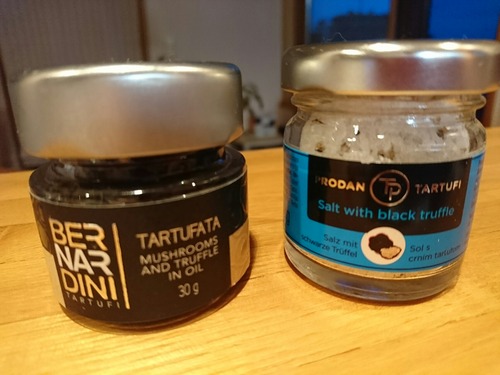 BER
NAR
DINI
TARTUFI
TARTUFATA
MUSHROOMS
AND TRUFFLE
IN OIL
30 g
PRODAN TP TARTUFI
Salt with black truffle
Salz mit
schwarze Trüffel
Sol s
crnim tartufima